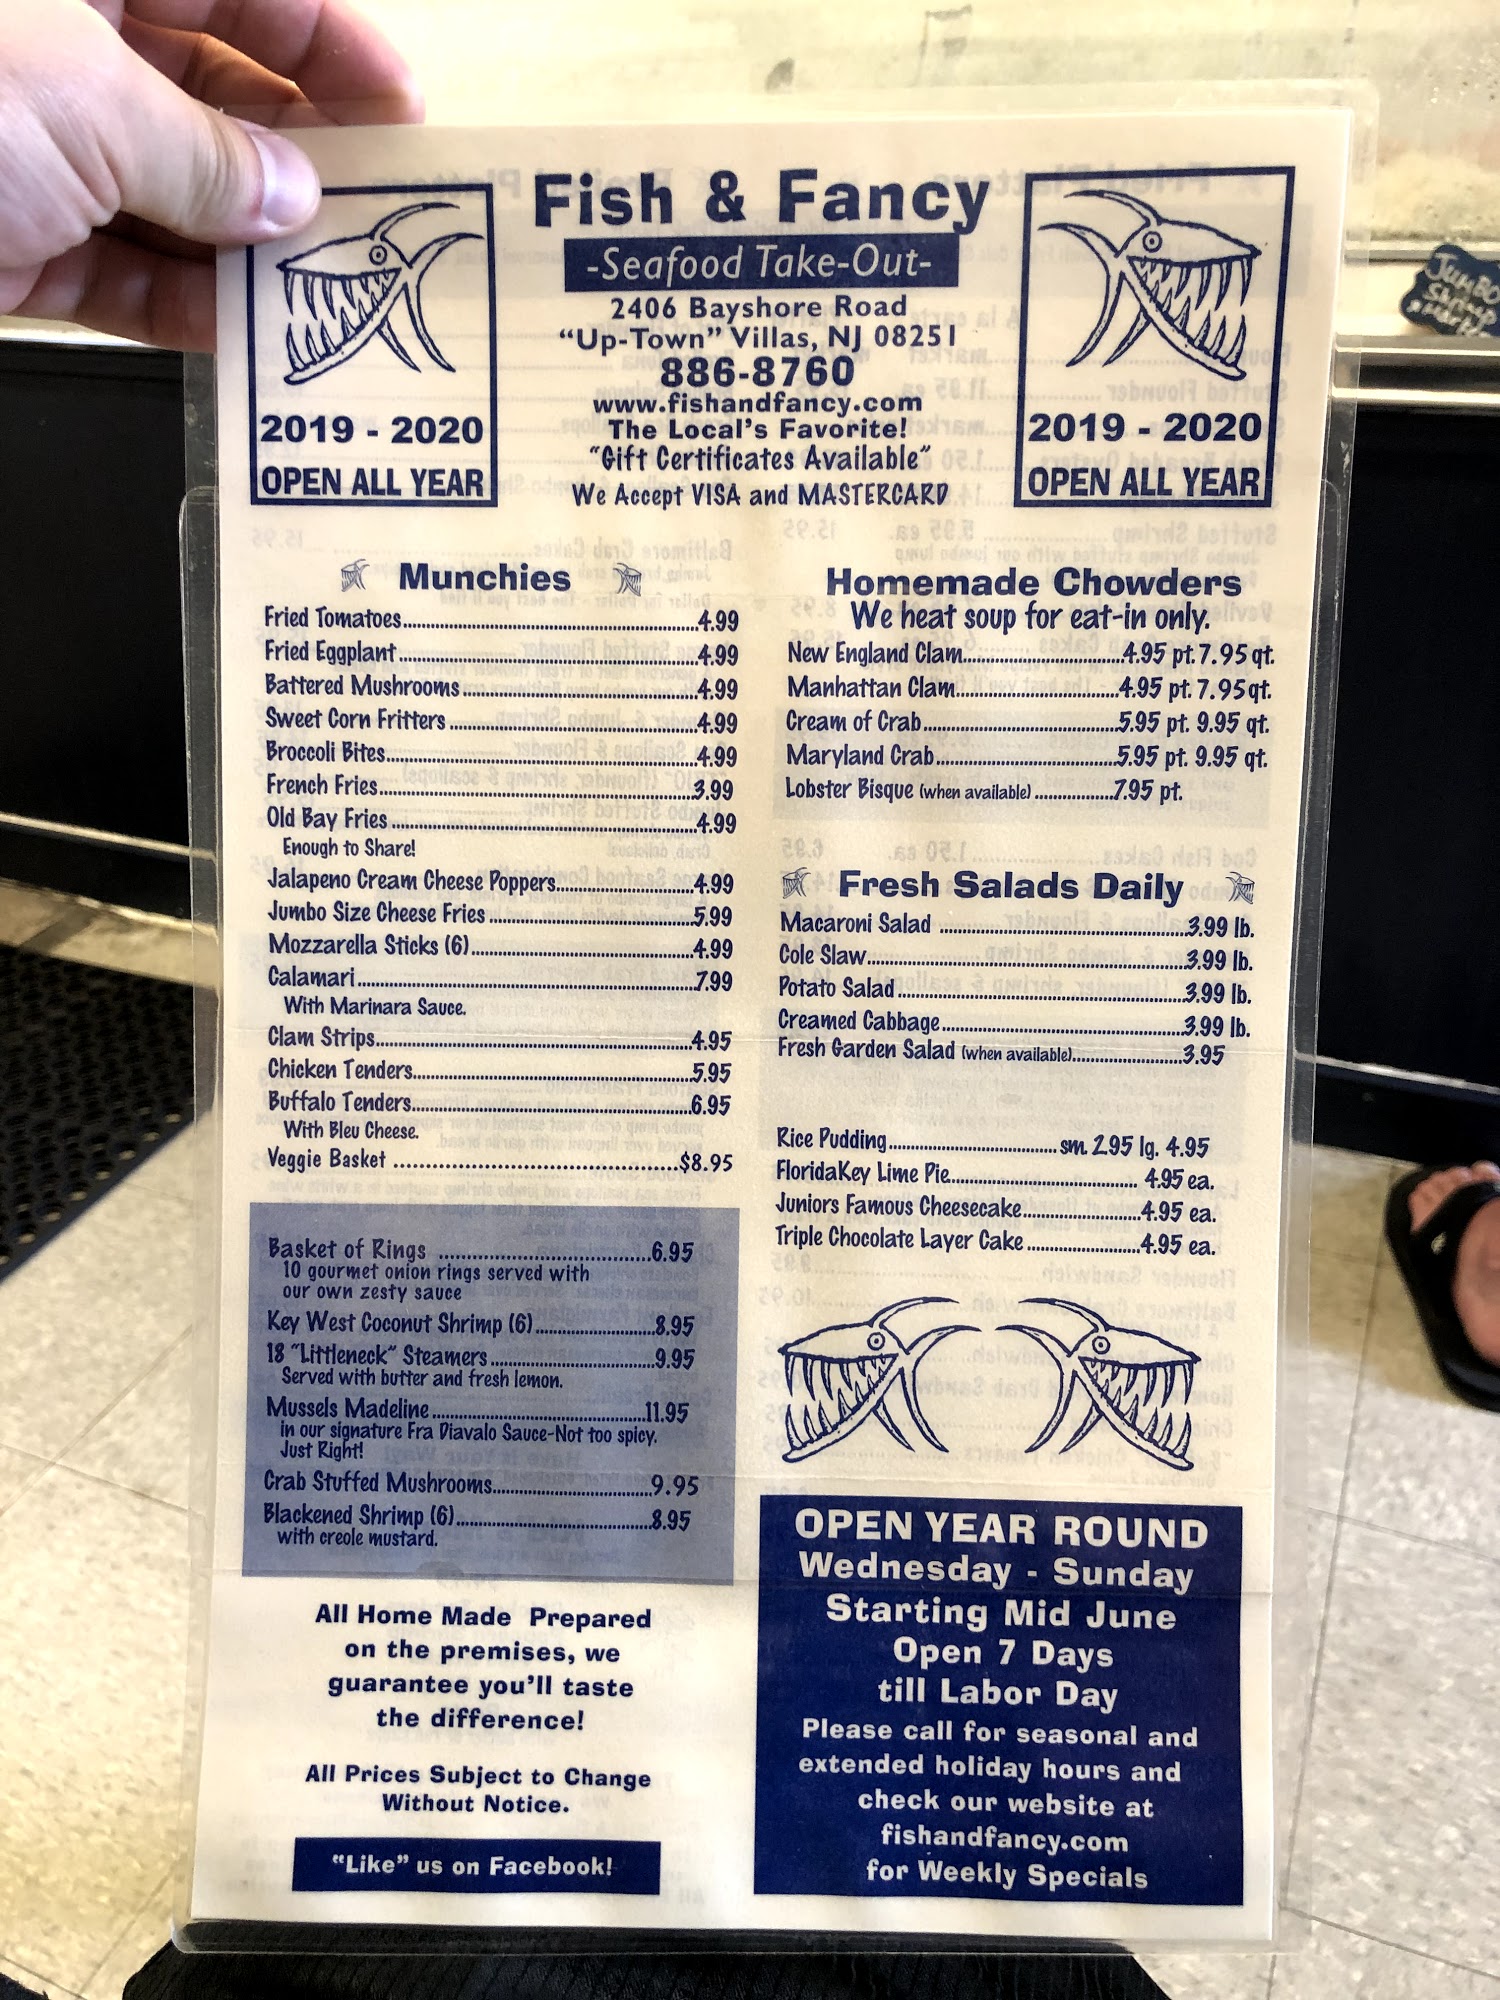 Fish & Fancy
-Seafood Take-Out-
2406 Bayshore Road
"Up-Town" Villas, NJ 08251
886-8760
www.fishandfancy.com
The Local's Favorite!
"Gift Certificates Available"
We Accept VISA and MASTERCARD
2019 - 2020
OPEN ALL YEAR
2019 - 2020
OPEN ALL YEAR
Munchies
Fried Tomatoes 4.99
Fried Eggplant 4.99
Battered Mushrooms 4.99
Sweet Corn Fritters 4.99
Broccoli Bites 4.99
French Fries 3.99
Old Bay Fries 4.99
Enough to Share!
Jalapeno Cream Cheese Poppers 4.99
Jumbo Size Cheese Fries 5.99
Mozzarella Sticks (6) 4.99
Calamari 7.99
With Marinara Sauce.
Clam Strips 4.95
Chicken Tenders 5.95
Buffalo Tenders 6.95
With Bleu Cheese.
Veggie Basket $8.95
Basket of Rings 6.95
10 gourmet onion rings served with
our own zesty sauce
Key West Coconut Shrimp (6) 8.95
18 "Littleneck" Steamers 9.95
Served with butter and fresh lemon.
Mussels Madeline 11.95
in our signature Fra Diavalo Sauce-Not too spicy.
Just Right!
Crab Stuffed Mushrooms 9.95
Blackened Shrimp (6) 8.95
with creole mustard.
All Home Made Prepared
on the premises, we
guarantee you'll taste
the difference!
All Prices Subject to Change
Without Notice.
"Like" us on Facebook!
Homemade Chowders
We heat soup for eat-in only.
New England Clam 4.95 pt. 7.95 qt.
Manhattan Clam 4.95 pt. 7.95 qt.
Cream of Crab 5.95 pt. 9.95 qt.
Maryland Crab 5.95 pt. 9.95 qt.
Lobster Bisque (when available) 7.95 pt.
Fresh Salads Daily
Macaroni Salad 3.99 lb.
Cole Slaw 3.99 lb.
Potato Salad 3.99 lb.
Creamed Cabbage 3.99 lb.
Fresh Garden Salad (when available) 3.95
Rice Pudding sm. 2.95 lg. 4.95
FloridaKey Lime Pie 4.95 ea.
Juniors Famous Cheesecake 4.95 ea.
Triple Chocolate Layer Cake 4.95 ea.
OPEN YEAR ROUND
Wednesday - Sunday
Starting Mid June
Open 7 Days
till Labor Day
Please call for seasonal and
extended holiday hours and
check our website at
fishandfancy.com
for Weekly Specials
JUMBO
SHRIMP